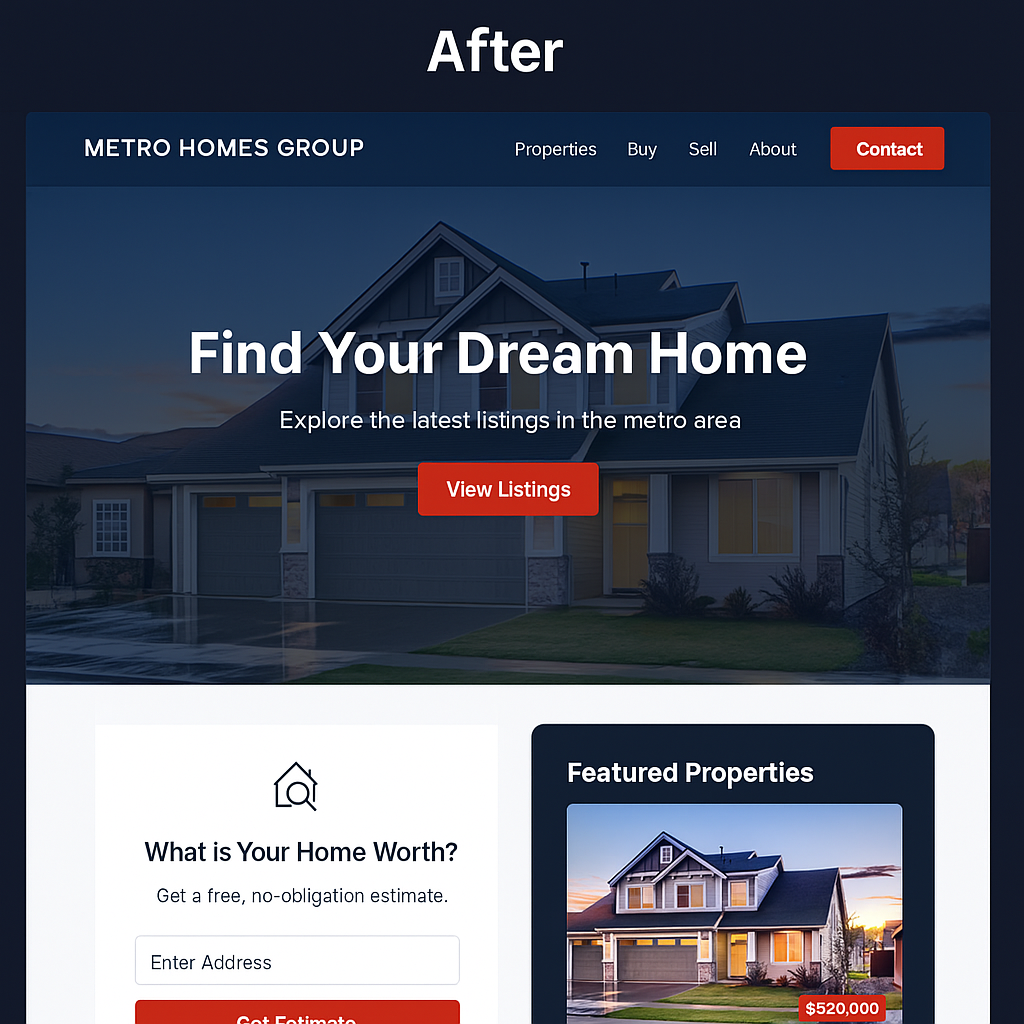 After
METRO HOMES GROUP
Properties
Buy
Sell
About
Contact
Find Your Dream Home
Explore the latest listings in the metro area
View Listings
What is Your Home Worth?
Get a free, no-obligation estimate.
Enter Address
Get Estimate
Featured Properties
$520,000